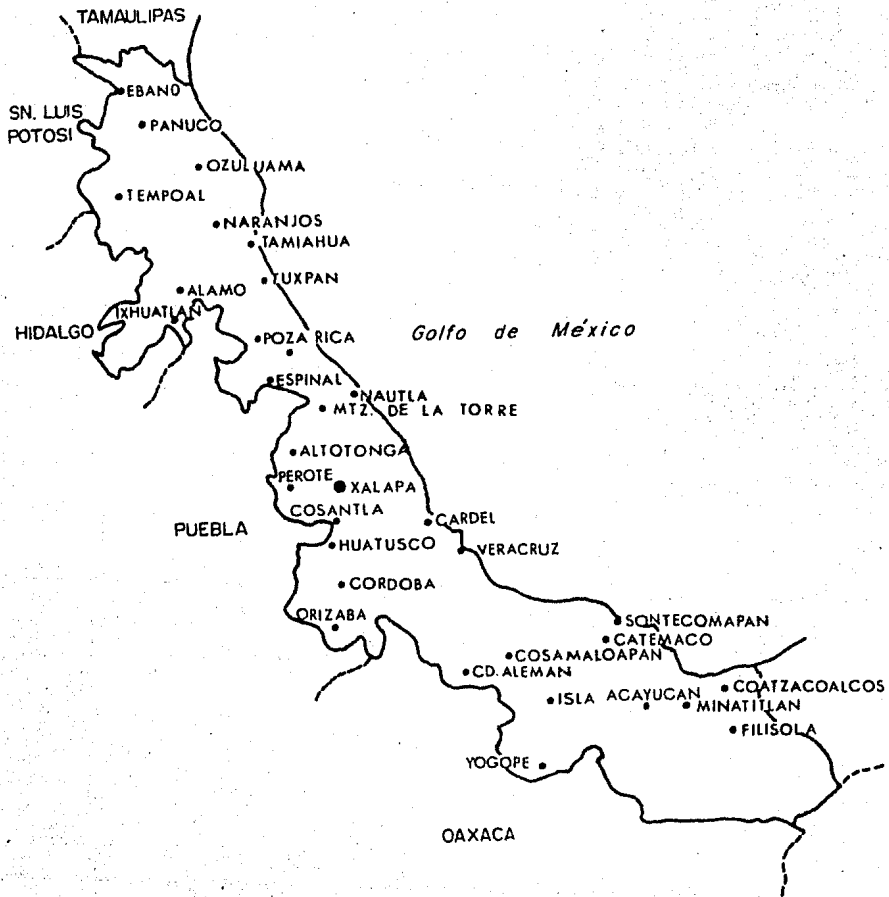 TAMAULIPAS
EBANO
SN. LUIS
POTOSI
PANUCO
OZULUAMA
TEMPOAL
NARANJOS
TAMIAHUA
TUXPAN
ALAMO
IXHUATLAN
HIDALGO
POZA RICA
Golfo de México
ESPINAL
NAUTLA
MTZ. DE LA TORRE
ALTOTONGA
PEROTE
XALAPA
COSANTLA
CARDEL
PUEBLA
HUATUSCO
VERACRUZ
CORDOBA
ORIZABA
SONTECOMAPAN
CATEMACO
COSAMALOAPAN
CD. ALEMAN
COATZACOALCOS
ISLA ACAYUCAN
MINATITLAN
FILISOLA
YOGOPE
OAXACA